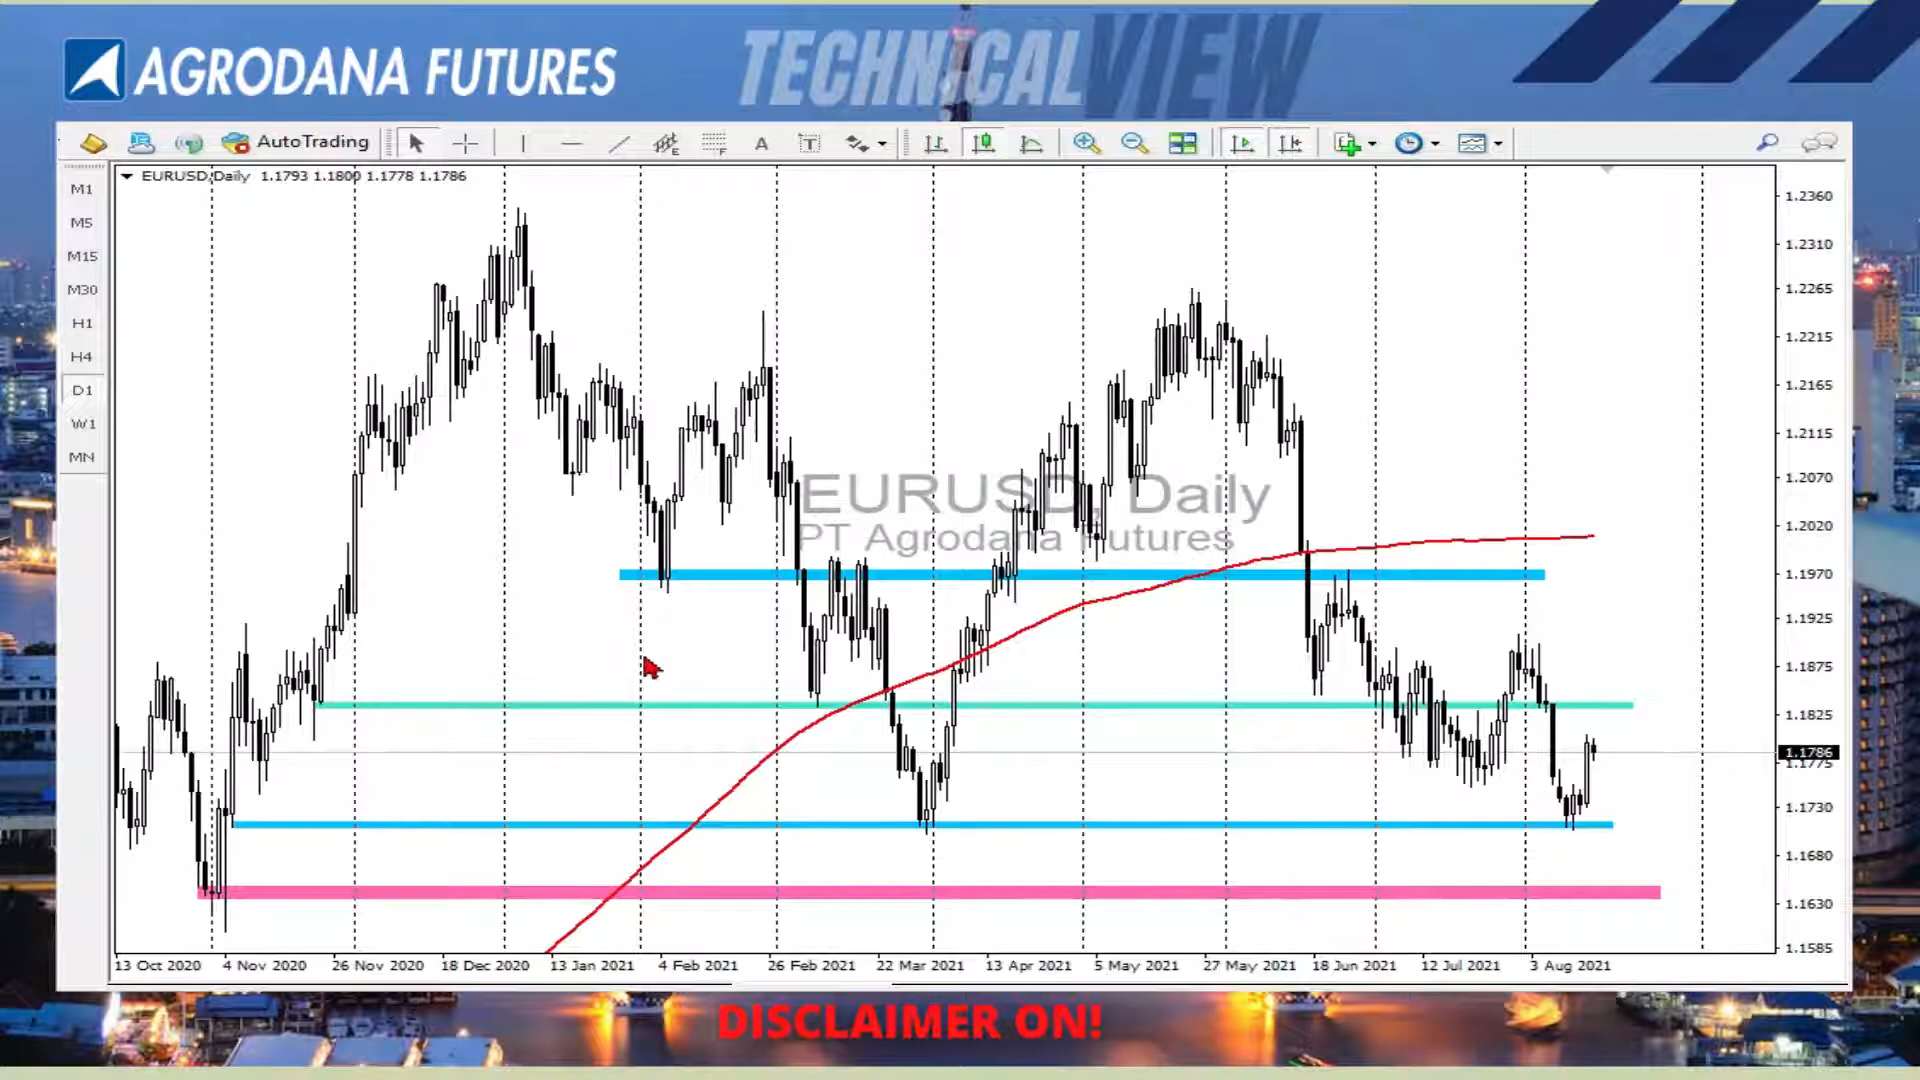 AGRODANA FUTURES
TECHNICAL VIEW
AutoTrading
E
F
A
T
M1
M5
M15
M30
H1
H4
D1
W1
MN
EURUSD,Daily 1.1793 1.1800 1.1778 1.1786
EURUSD, Daily
PT Agrodana Futures
1.2360
1.2310
1.2265
1.2215
1.2165
1.2115
1.2070
1.2020
1.1970
1.1925
1.1875
1.1825
1.1786
1.1775
1.1730
1.1680
1.1630
1.1585
13 Oct 2020 4 Nov 2020 26 Nov 2020 18 Dec 2020 13 Jan 2021 4 Feb 2021 26 Feb 2021 22 Mar 2021 13 Apr 2021 5 May 2021 27 May 2021 18 Jun 2021 12 Jul 2021 3 Aug 2021
DISCLAIMER ON!